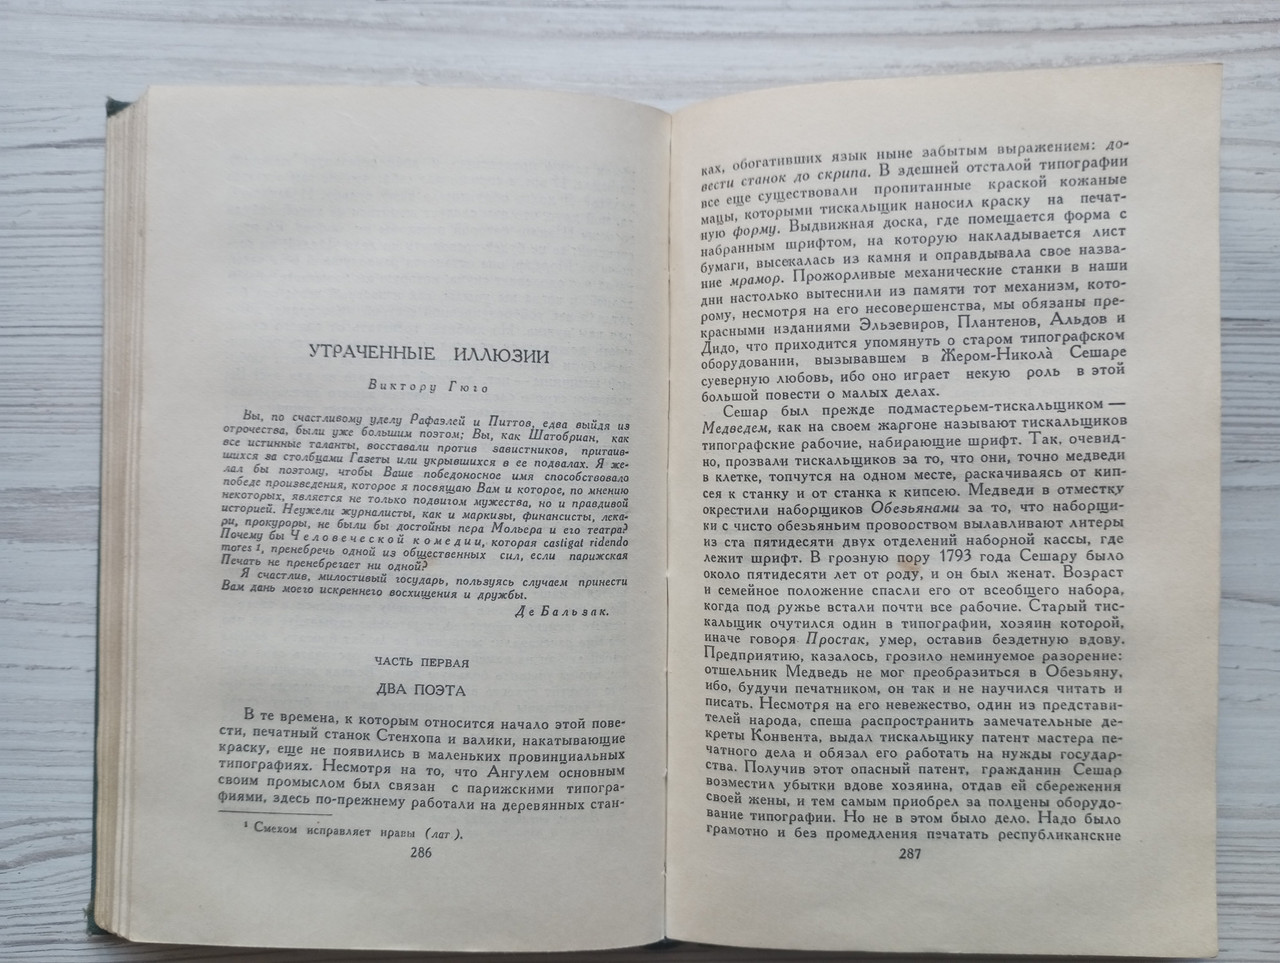 УТРАЧЕННЫЕ ИЛЛЮЗИИ
Виктору Гюго
Вы, по счастливому уделу Рафаэлей и Питтов, едва выйдя из
отрочества, были уже большим поэтом; Вы, как Шатобриан, как
все истинные таланты, восставали против завистников, притаив-
шихся за столбцами Газеты или укрывшихся в ее подвалах. Я же-
лал бы поэтому, чтобы Ваше победоносное имя способствовало
победе произведения, которое я посвящаю Вам и которое, по мнению
некоторых, является не только подвигом мужества, но и правдивой
историей. Неужели журналисты, как и маркизы, финансисты, лека-
ри, прокуроры, не были бы достойны пера Мольера и его театра?
Почему бы Человеческой комедии, которая castigat ridendo
mores ¹, пренебречь одной из общественных сил, если парижская
Печать не пренебрегает ни одной?
Я счастлив, милостивый государь, пользуясь случаем принести
Вам дань моего искреннего восхищения и дружбы.
Де Бальзак.
ЧАСТЬ ПЕРВАЯ
ДВА ПОЭТА
В те времена, к которым относится начало этой пове-
сти, печатный станок Стенхопа и валики, накатывающие
краску, еще не появились в маленьких провинциальных
типографиях. Несмотря на то, что Ангулем основным
своим промыслом был связан с парижскими типогра-
фиями, здесь по-прежнему работали на деревянных стан-
¹ Смехом исправляет нравы (лат.).
286
ках, обогативших язык ныне забытым выражением: до-
вести станок до скрипа. В здешней отсталой типографии
все еще существовали пропитанные краской кожаные
мацы, которыми тискальщик наносил краску на печат-
ную форму. Выдвижная доска, где помещается форма с
набранным шрифтом, на которую накладывается лист
бумаги, высекалась из камня и оправдывала свое назва-
ние мрамор. Прожорливые механические станки в наши
дни настолько вытеснили из памяти тот механизм, кото-
рому, несмотря на его несовершенства, мы обязаны пре-
красными изданиями Эльзевиров, Плантенов, Альдов и
Дидо, что приходится упомянуть о старом типографском
оборудовании, вызывавшем в Жером-Никола́ Сешаре
суеверную любовь, ибо оно играет некую роль в этой
большой повести о малых делах.
Сешар был прежде подмастерьем-тискальщиком —
Медведем, как на своем жаргоне называют тискальщиков
типографские рабочие, набирающие шрифт. Так, очевид-
но, прозвали тискальщиков за то, что они, точно медведи
в клетке, топчутся на одном месте, раскачиваясь от кип-
сея к станку и от станка к кипсею. Медведи в отместку
окрестили наборщиков Обезьянами за то, что наборщи-
ки с чисто обезьяньим проворством вылавливают литеры
из ста пятидесяти двух отделений наборной кассы, где
лежит шрифт. В грозную пору 1793 года Сешару было
около пятидесяти лет от роду, и он был женат. Возраст
и семейное положение спасли его от всеобщего набора,
когда под ружье встали почти все рабочие. Старый тис-
кальщик очутился один в типографии, хозяин которой,
иначе говоря Простак, умер, оставив бездетную вдову.
Предприятию, казалось, грозило неминуемое разорение:
отшельник Медведь не мог преобразиться в Обезьяну,
ибо, будучи печатником, он так и не научился читать и
писать. Несмотря на его невежество, один из представи-
телей народа, спеша распространить замечательные де-
креты Конвента, выдал тискальщику патент мастера пе-
чатного дела и обязал его работать на нужды государ-
ства. Получив этот опасный патент, гражданин Сешар
возместил убытки вдове хозяина, отдав ей сбережения
своей жены, и тем самым приобрел за полцены оборудо-
вание типографии. Но не в этом было дело. Надо было
грамотно и без промедления печатать республиканские
287